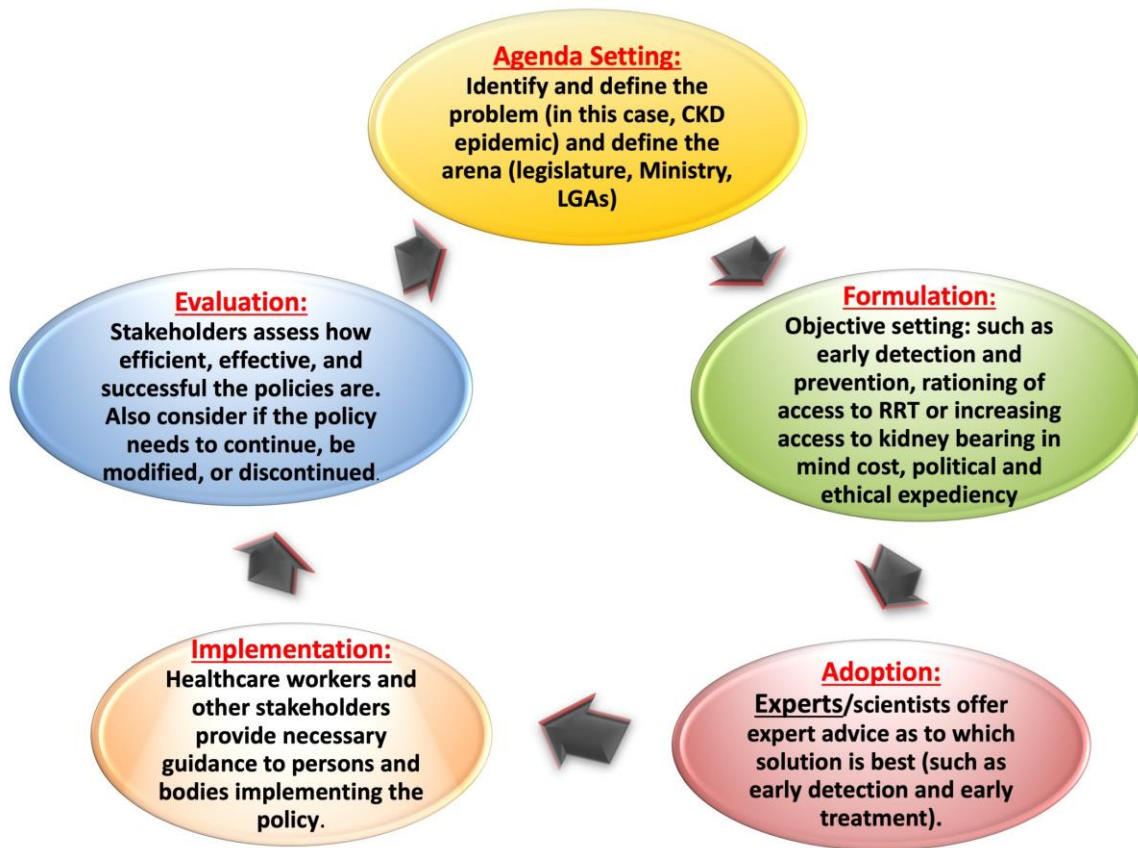 Agenda Setting:
Identify and define the
problem (in this case, CKD
epidemic) and define the
arena (legislature, Ministry,
LGAs)
Formulation:
Objective setting: such as
early detection and
prevention, rationing of
access to RRT or increasing
access to kidney bearing in
mind cost, political and
ethical expediency
Adoption:
Experts/scientists offer
expert advice as to which
solution is best (such as
early detection and early
treatment).
Implementation:
Healthcare workers and
other stakeholders
provide necessary
guidance to persons and
bodies implementing the
policy.
Evaluation:
Stakeholders assess how
efficient, effective, and
successful the policies are.
Also consider if the policy
needs to continue, be
modified, or discontinued.